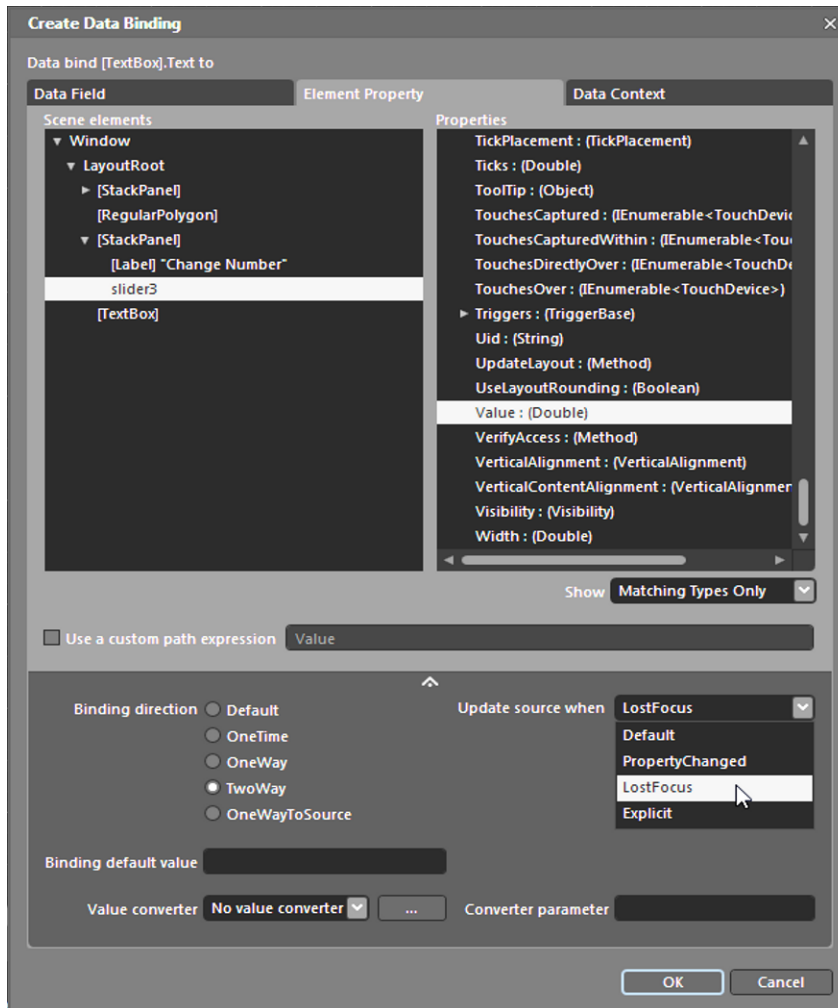 Create Data Binding
Data bind [TextBox].Text to
Data Field
Element Property
Data Context
Scene elements
Window
LayoutRoot
[StackPanel]
[RegularPolygon]
[StackPanel]
[Label] "Change Number"
slider3
[TextBox]
Properties
TickPlacement : (TickPlacement)
Ticks : (Double)
ToolTip : (Object)
TouchesCaptured : (IEnumerable<TouchDevic
TouchesCapturedWithin : (IEnumerable<Tou
TouchesDirectlyOver : (IEnumerable<TouchDe
TouchesOver : (IEnumerable<TouchDevice>)
Triggers : (TriggerBase)
Uid : (String)
UpdateLayout : (Method)
UseLayoutRounding : (Boolean)
Value : (Double)
VerifyAccess : (Method)
VerticalAlignment : (VerticalAlignment)
VerticalContentAlignment : (VerticalAlignmer
Visibility : (Visibility)
Width : (Double)
Show Matching Types Only
Use a custom path expression Value
Binding direction
Default
OneTime
OneWay
TwoWay
OneWayToSource
Update source when LostFocus
Default
PropertyChanged
LostFocus
Explicit
Binding default value
Value converter No value converter ...
Converter parameter
OK
Cancel